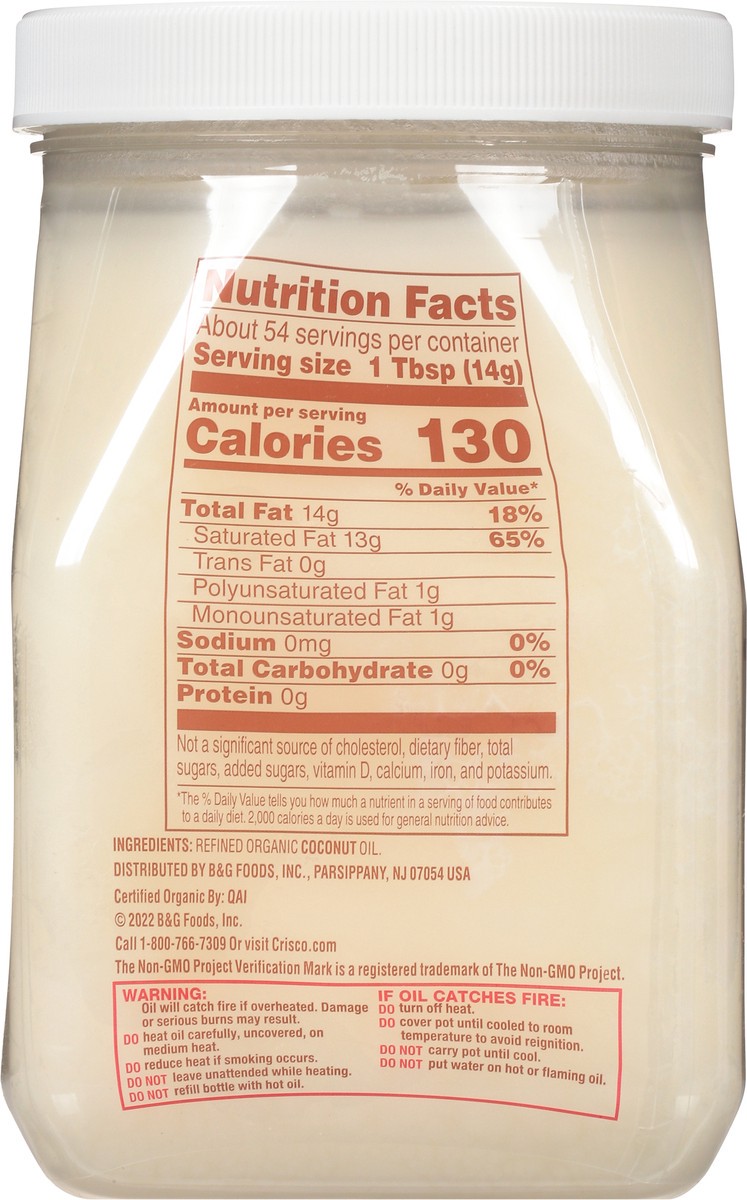 Nutrition Facts
About 54 servings per container
Serving size 1 Tbsp (14g)
Amount per serving
Calories 130
% Daily Value*
Total Fat 14g 18%
Saturated Fat 13g 65%
Trans Fat 0g
Polyunsaturated Fat 1g
Monounsaturated Fat 1g
Sodium 0mg 0%
Total Carbohydrate 0g 0%
Protein 0g
Not a significant source of cholesterol, dietary fiber, total
sugars, added sugars, vitamin D, calcium, iron, and potassium.
*The % Daily Value tells you how much a nutrient in a serving of food contributes
to a daily diet. 2,000 calories a day is used for general nutrition advice.
INGREDIENTS: REFINED ORGANIC COCONUT OIL.
DISTRIBUTED BY B&G FOODS, INC., PARSIPPANY, NJ 07054 USA
Certified Organic By: QAI
© 2022 B&G Foods, Inc.
Call 1-800-766-7309 Or visit Crisco.com
The Non-GMO Project Verification Mark is a registered trademark of The Non-GMO Project.
WARNING:
Oil will catch fire if overheated. Damage
or serious burns may result.
DO heat oil carefully, uncovered, on
medium heat.
DO reduce heat if smoking occurs.
DO NOT leave unattended while heating.
DO NOT refill bottle with hot oil.
IF OIL CATCHES FIRE:
DO turn off heat.
DO cover pot until cooled to room
temperature to avoid reignition.
DO NOT carry pot until cool.
DO NOT put water on hot or flaming oil.